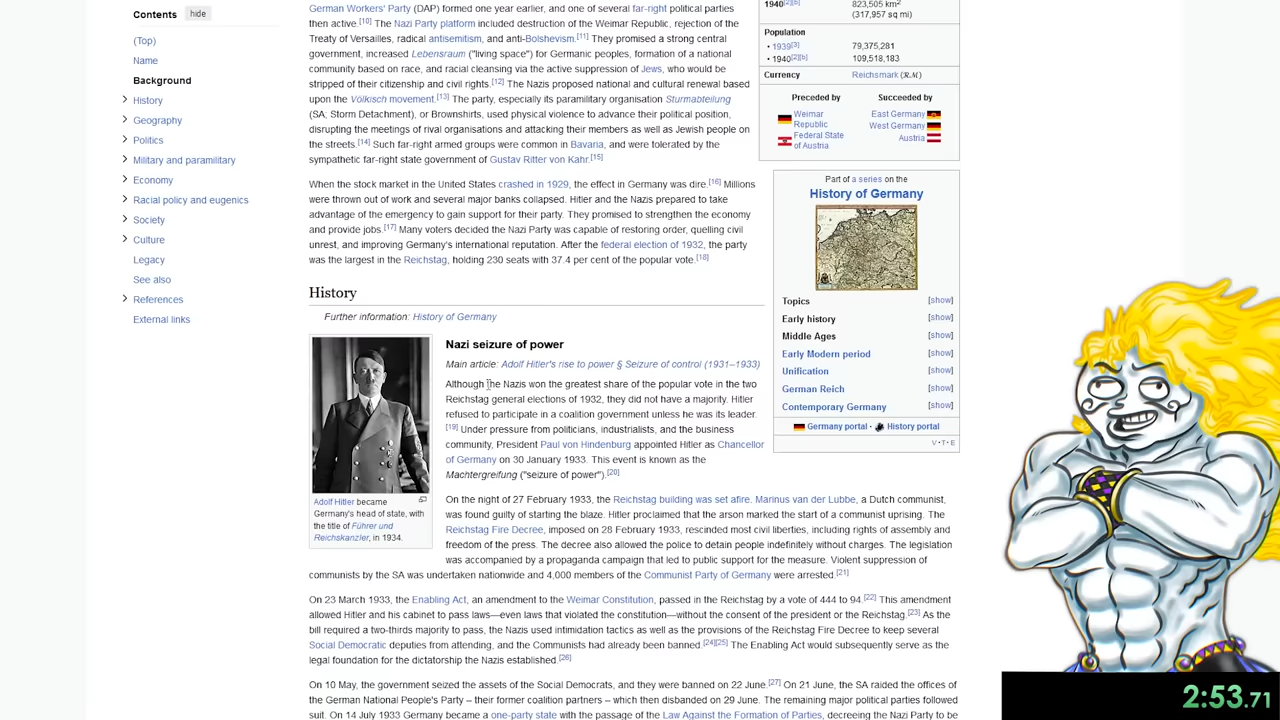 Contents hide
(Top)
Name
Background
History
Geography
Politics
Military and paramilitary
Economy
Racial policy and eugenics
Society
Culture
Legacy
See also
References
External links
German Workers' Party (DAP) formed one year earlier, and one of several far-right political parties
then active.[10] The Nazi Party platform included destruction of the Weimar Republic, rejection of the
Treaty of Versailles, radical antisemitism, and anti-Bolshevism.[11] They promised a strong central
government, increased Lebensraum ("living space") for Germanic peoples, formation of a national
community based on race, and racial cleansing via the active suppression of Jews, who would be
stripped of their citizenship and civil rights.[12] The Nazis proposed national and cultural renewal based
upon the Völkisch movement.[13] The party, especially its paramilitary organisation Sturmabteilung
(SA; Storm Detachment), or Brownshirts, used physical violence to advance their political position,
disrupting the meetings of rival organisations and attacking their members as well as Jewish people on
the streets.[14] Such far-right armed groups were common in Bavaria, and were tolerated by the
sympathetic far-right state government of Gustav Ritter von Kahr.[15]
When the stock market in the United States crashed in 1929, the effect in Germany was dire.[16] Millions
were thrown out of work and several major banks collapsed. Hitler and the Nazis prepared to take
advantage of the emergency to gain support for their party. They promised to strengthen the economy
and provide jobs.[17] Many voters decided the Nazi Party was capable of restoring order, quelling civil
unrest, and improving Germany's international reputation. After the federal election of 1932, the party
was the largest in the Reichstag, holding 230 seats with 37.4 per cent of the popular vote.[18]
History
Further information: History of Germany
Nazi seizure of power
Main article: Adolf Hitler's rise to power § Seizure of control (1931–1933)
Although the Nazis won the greatest share of the popular vote in the two
Reichstag general elections of 1932, they did not have a majority. Hitler
refused to participate in a coalition government unless he was its leader.
[19] Under pressure from politicians, industrialists, and the business
community, President Paul von Hindenburg appointed Hitler as Chancellor
of Germany on 30 January 1933. This event is known as the
Machtergreifung ("seizure of power").[20]
Adolf Hitler became
Germany's head of state, with
the title of Führer und
Reichskanzler, in 1934.
On the night of 27 February 1933, the Reichstag building was set afire. Marinus van der Lubbe, a Dutch communist,
was found guilty of starting the blaze. Hitler proclaimed that the arson marked the start of a communist uprising. The
Reichstag Fire Decree, imposed on 28 February 1933, rescinded most civil liberties, including rights of assembly and
freedom of the press. The decree also allowed the police to detain people indefinitely without charges. The legislation
was accompanied by a propaganda campaign that led to public support for the measure. Violent suppression of
communists by the SA was undertaken nationwide and 4,000 members of the Communist Party of Germany were arrested.[21]
On 23 March 1933, the Enabling Act, an amendment to the Weimar Constitution, passed in the Reichstag by a vote of 444 to 94.[22] This amendment
allowed Hitler and his cabinet to pass laws—even laws that violated the constitution—without the consent of the president or the Reichstag.[23] As the
bill required a two-thirds majority to pass, the Nazis used intimidation tactics as well as the provisions of the Reichstag Fire Decree to keep several
Social Democratic deputies from attending, and the Communists had already been banned.[24][25] The Enabling Act would subsequently serve as the
legal foundation for the dictatorship the Nazis established.[26]
On 10 May, the government seized the assets of the Social Democrats, and they were banned on 22 June.[27] On 21 June, the SA raided the offices of
the German National People's Party – their former coalition partners – which then disbanded on 29 June. The remaining major political parties followed
suit. On 14 July 1933 Germany became a one-party state with the passage of the Law Against the Formation of Parties, decreeing the Nazi Party to be
1940[2][b] 823,505 km2
(317,957 sq mi)
Population
• 1939[3] 79,375,281
• 1940[2][b] 109,518,183
Currency Reichsmark (ℛℳ)
Preceded by Succeeded by
Weimar
Republic
Federal State
of Austria
East Germany
West Germany
Austria
Part of a series on the
History of Germany
Topics [show]
Early history [show]
Middle Ages [show]
Early Modern period [show]
Unification [show]
German Reich [show]
Contemporary Germany [show]
Germany portal • History portal
V • T • E
2:53.71